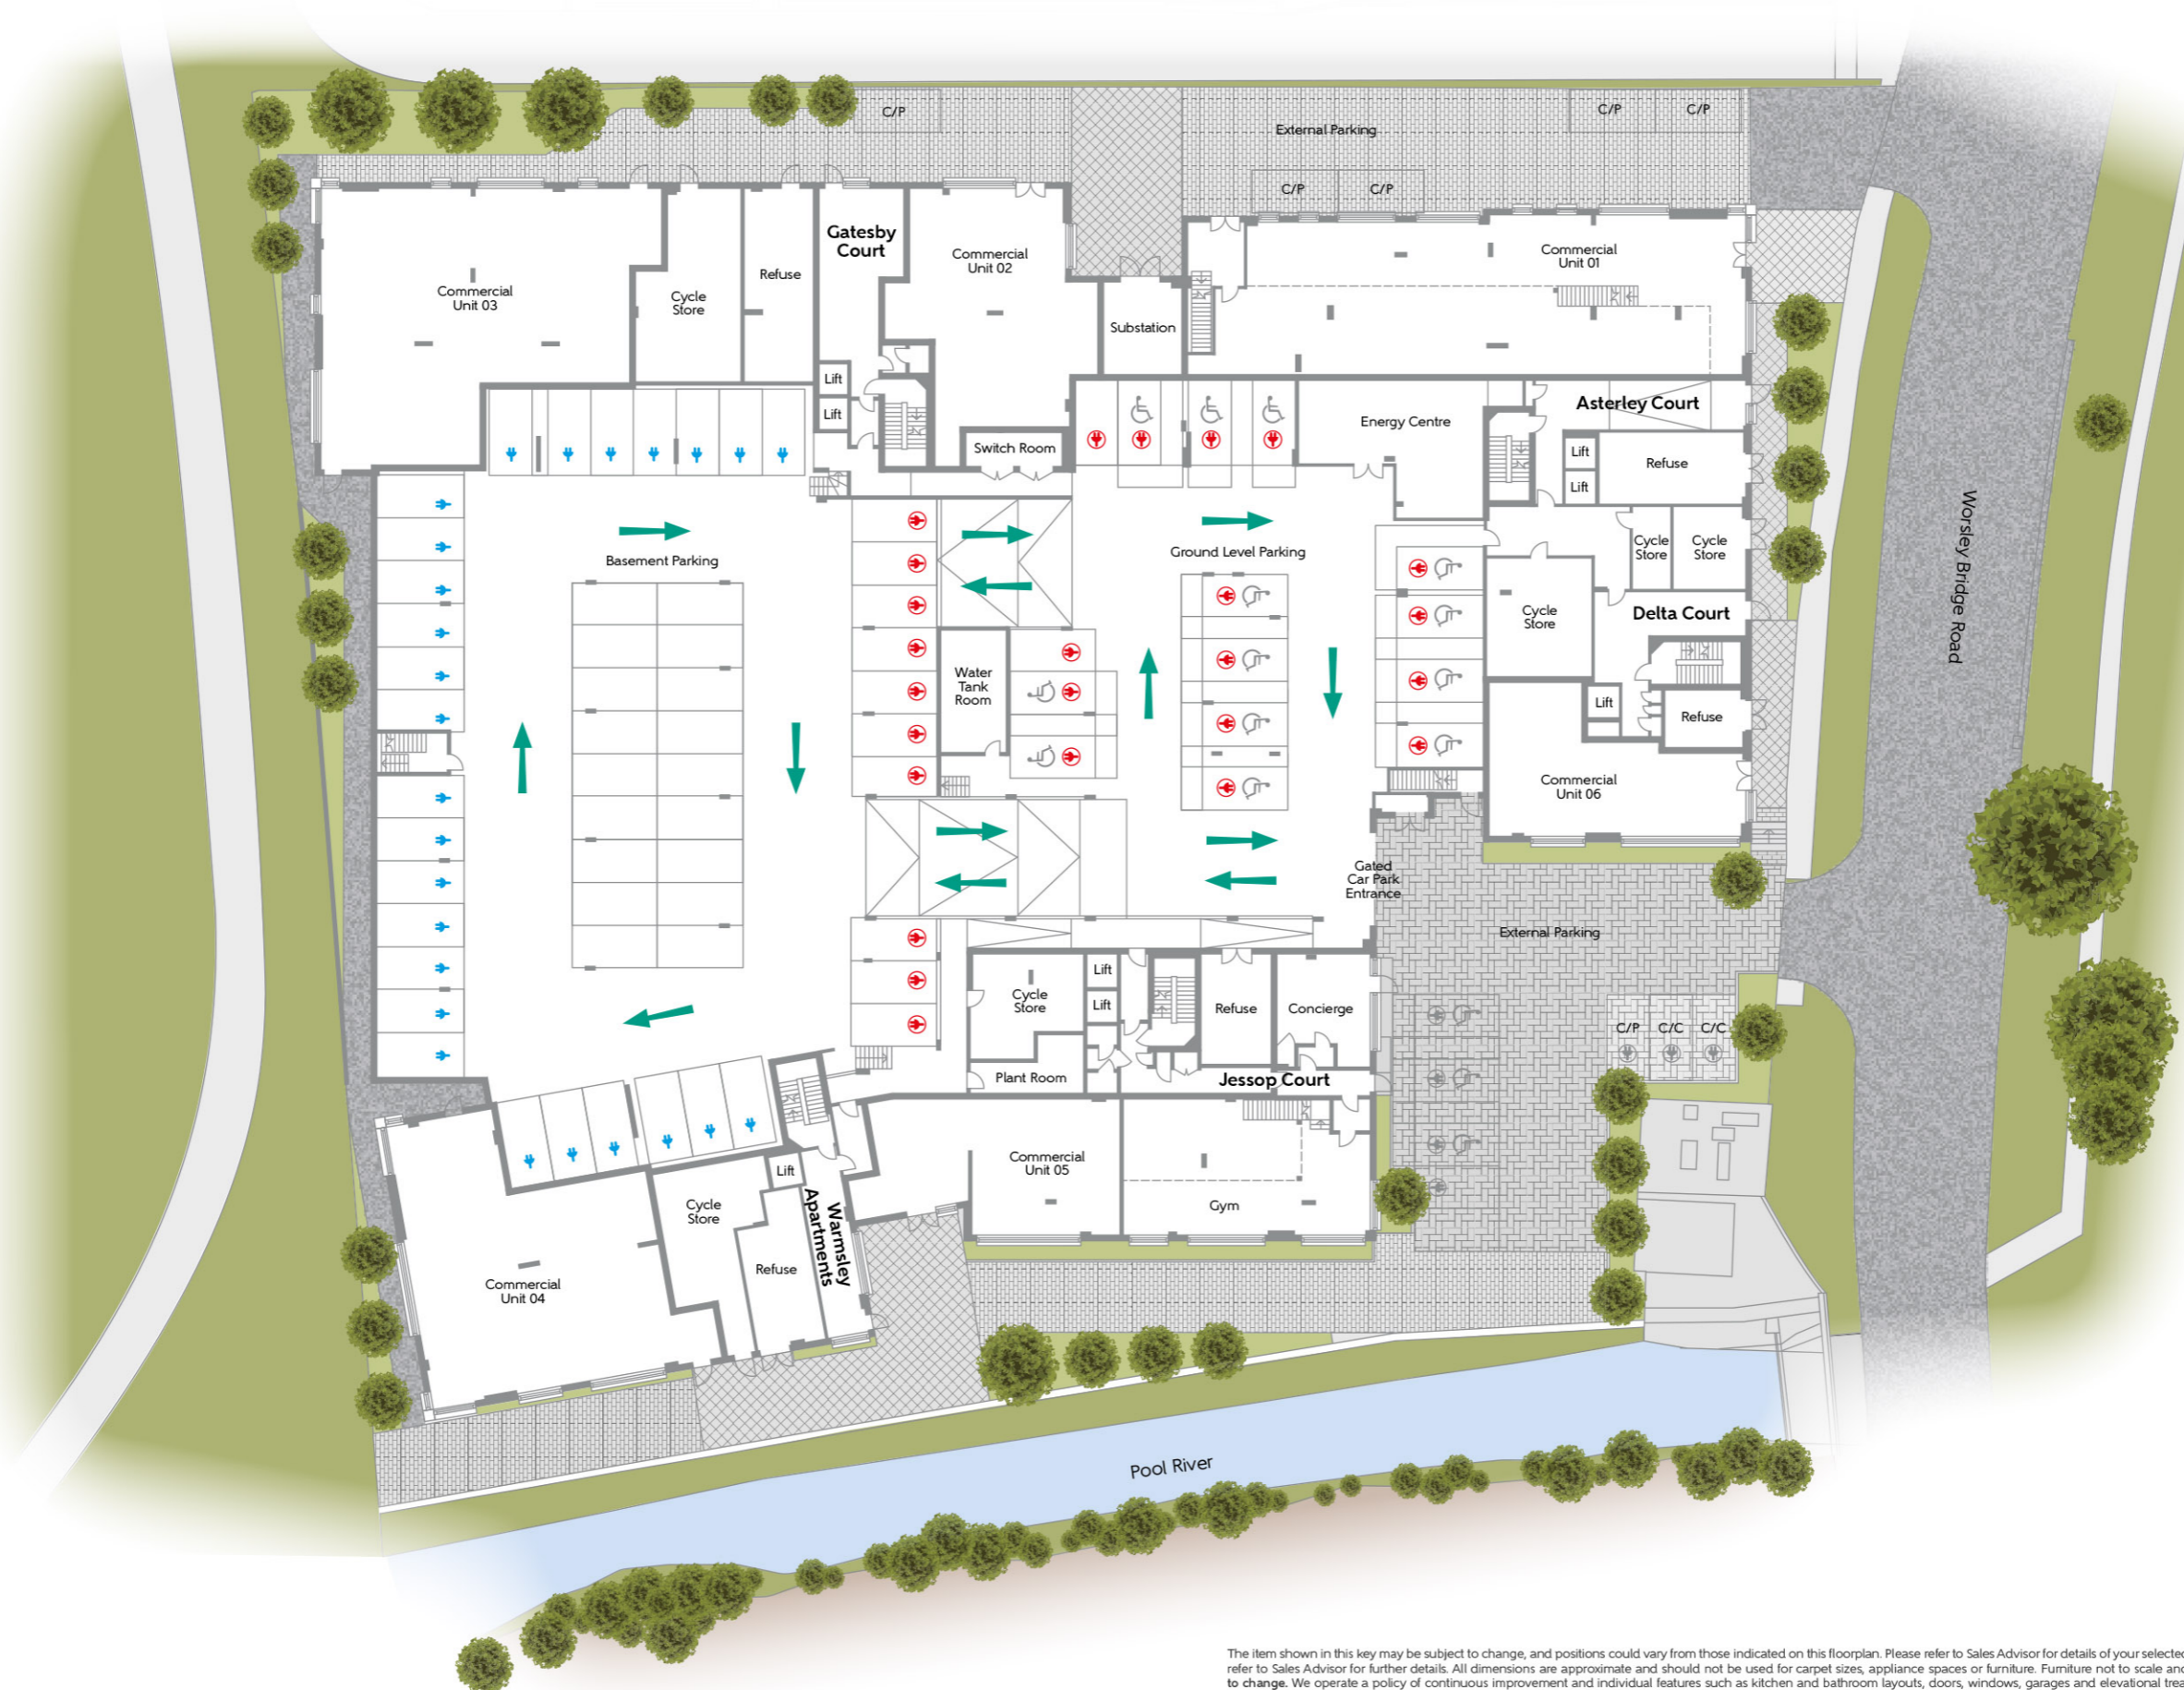 C/P
C/P
C/P
External Parking
C/P
C/P
Gatesby
Court
Commercial
Unit 02
Commercial
Unit 01
Refuse
Commercial
Unit 03
Cycle
Store
Substation
Lift
Lift
Asterley Court
Energy Centre
Switch Room
Lift
Refuse
Lift
Worsley Bridge Road
Basement Parking
Ground Level Parking
Cycle
Store
Cycle
Store
Cycle
Store
Delta Court
Water
Tank
Room
Lift
Refuse
Commercial
Unit 06
Gated
Car Park
Entrance
External Parking
Lift
Cycle
Store
Lift
Refuse
Concierge
C/P
C/C
C/C
Plant Room
Jessop Court
Commercial
Unit 05
Lift
Cycle
Store
Warmsley
Apartments
Gym
Refuse
Commercial
Unit 04
Pool River
The item shown in this key may be subject to change, and positions could vary from those indicated on this floorplan. Please refer to Sales Advisor for details of your selected
refer to Sales Advisor for further details. All dimensions are approximate and should not be used for carpet sizes, appliance spaces or furniture. Furniture not to scale and
to change. We operate a policy of continuous improvement and individual features such as kitchen and bathroom layouts, doors, windows, garages and elevational trea